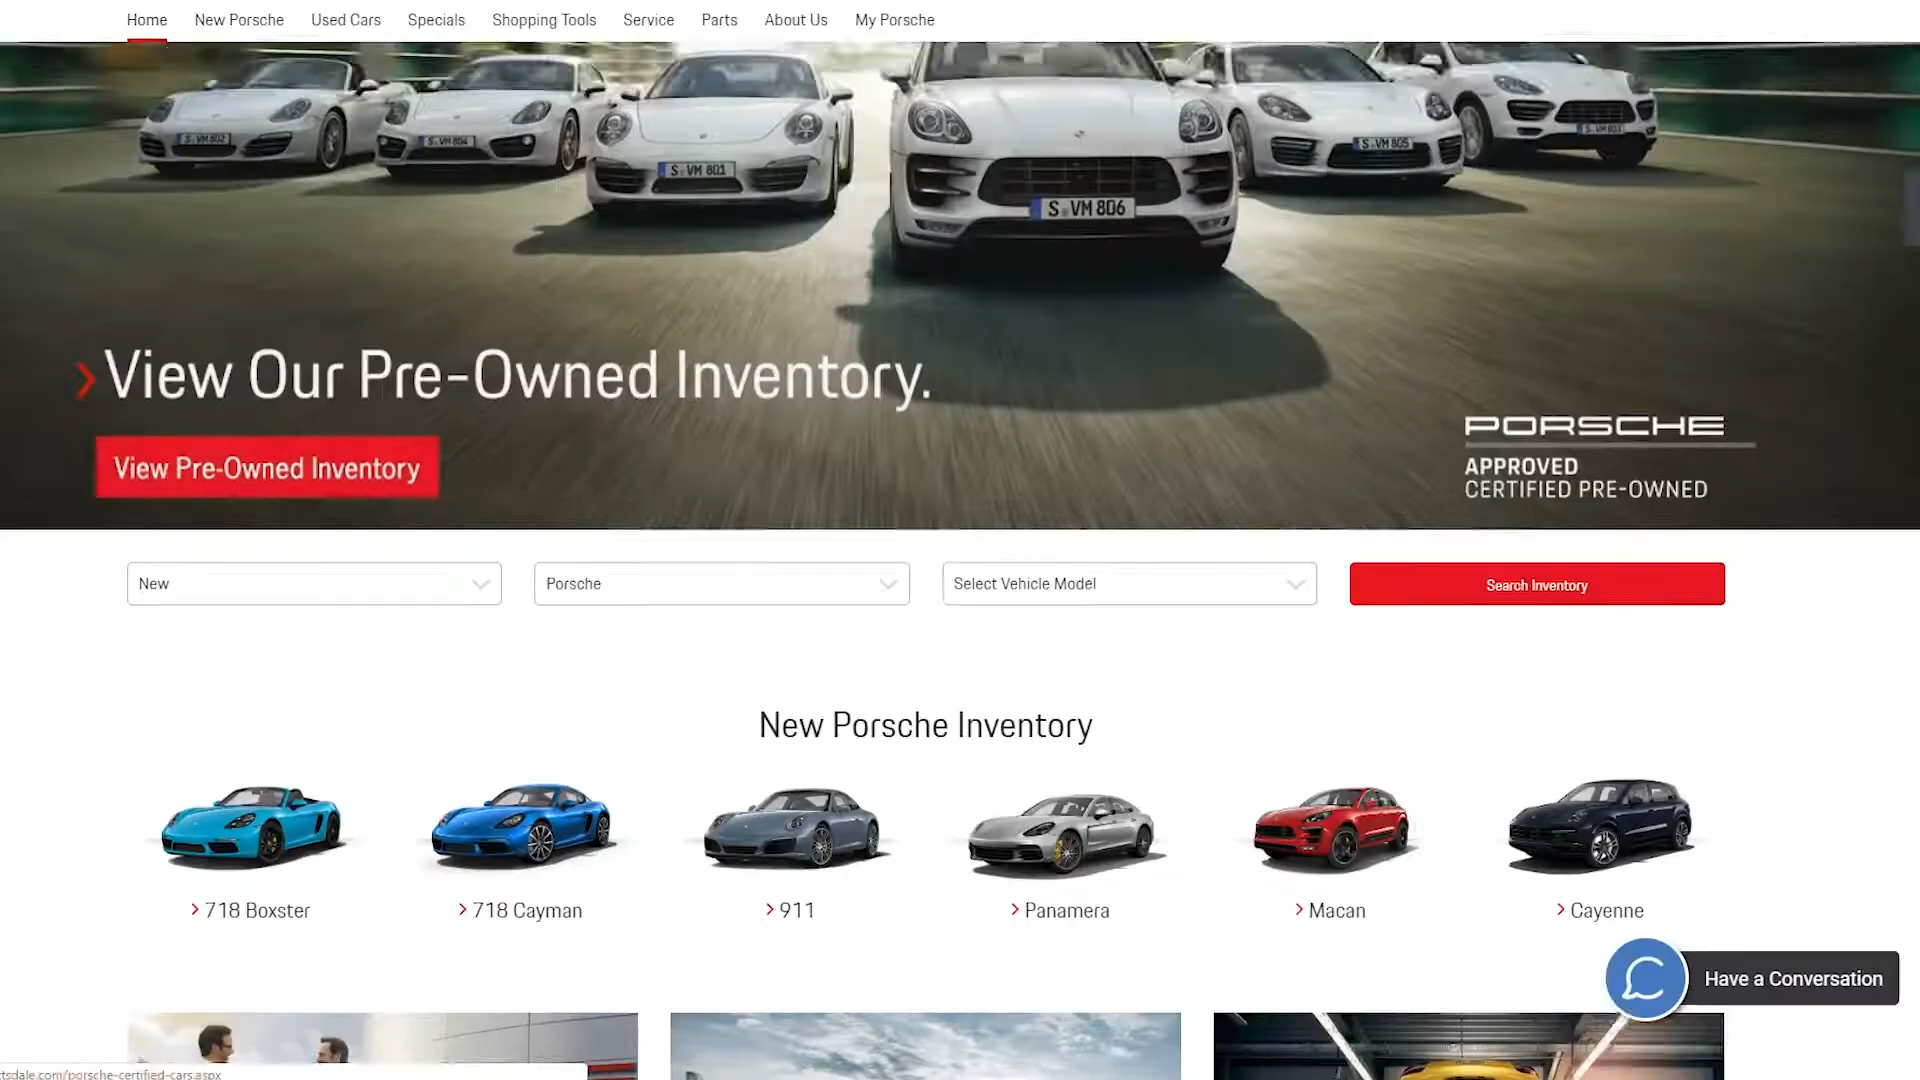 Home New Porsche Used Cars Specials Shopping Tools Service Parts About Us My Porsche
S VM 802
S VM 804
S VM 801
S VM 806
S VM 805
S VM 803
View Our Pre-Owned Inventory.
View Pre-Owned Inventory
PORSCHE
APPROVED
CERTIFIED PRE-OWNED
New
Porsche
Select Vehicle Model
Search Inventory
New Porsche Inventory
718 Boxster
718 Cayman
911
Panamera
Macan
Cayenne
Have a Conversation
tsdale.com/porsche-certified-cars.aspx